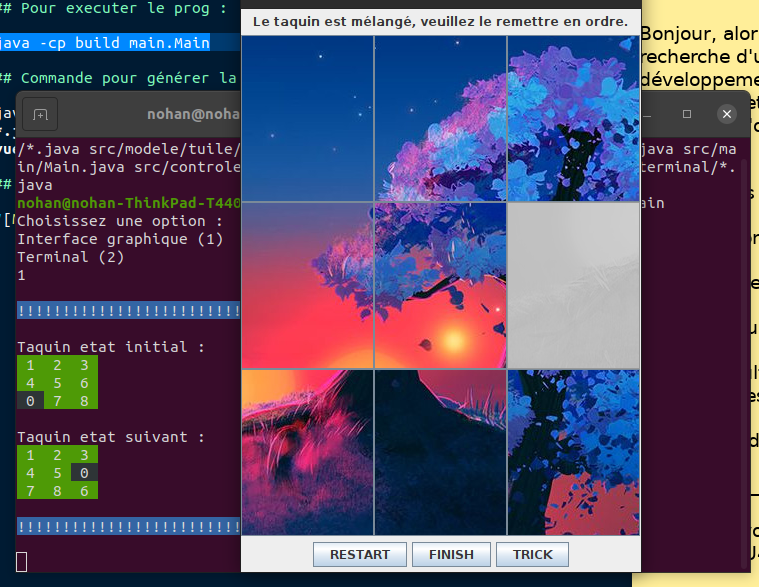 ## Pour executer le prog :
java -cp build main.Main
## Commande pour générer la
nohan@noha
/*.java src/modele/tuile/
in/Main.java src/controle
java
nohan@nohan-ThinkPad-T440
Choisissez une option :
Interface graphique (1)
Terminal (2)
1
!!!!!!!!!!!!!!!!!!!!!!!!!
Taquin etat initial :
1 2 3
4 5 6
0 7 8
Taquin etat suivant :
1 2 3
4 5 0
7 8 6
!!!!!!!!!!!!!!!!!!!!!!!!!
Le taquin est mélangé, veuillez le remettre en ordre.
RESTART
FINISH
TRICK
java src/ma
terminal/*.
ain
Bonjour, alor
recherche d'u
développeme